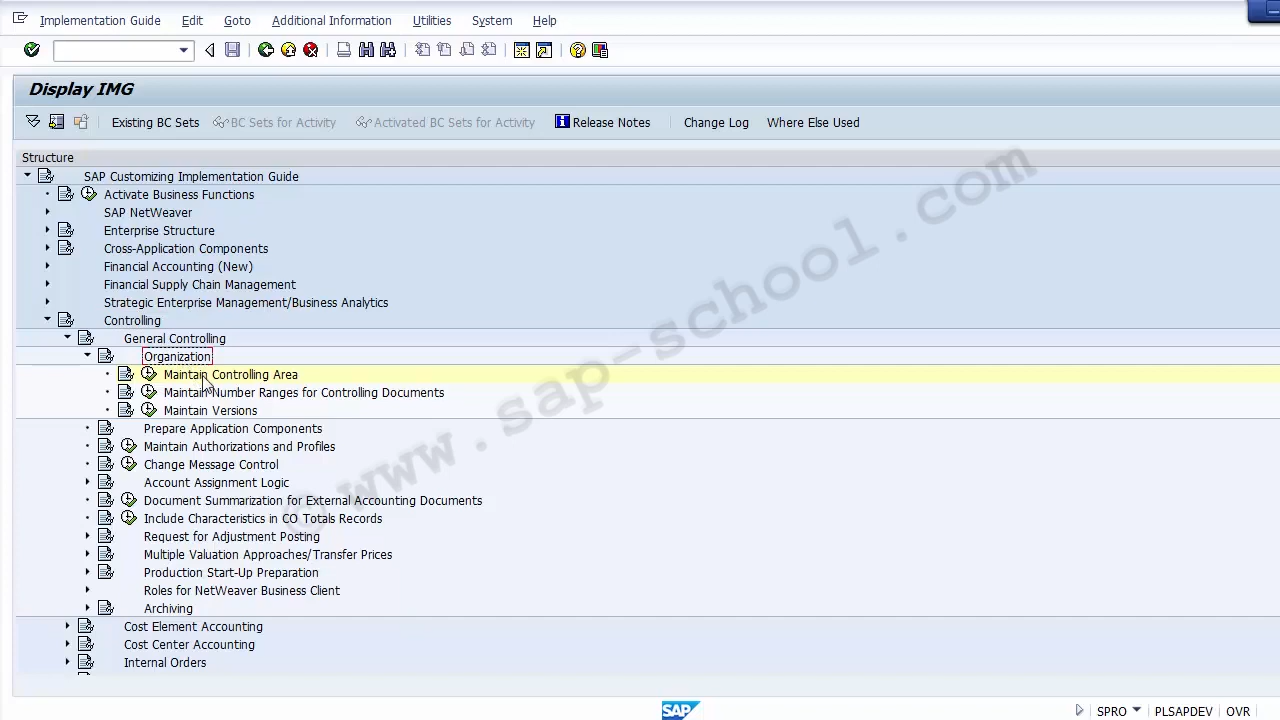 Implementation Guide Edit Goto Additional Information Utilities System Help
Display IMG
Existing BC Sets BC Sets for Activity Activated BC Sets for Activity Release Notes Change Log Where Else Used
Structure
SAP Customizing Implementation Guide
Activate Business Functions
SAP NetWeaver
Enterprise Structure
Cross-Application Components
Financial Accounting (New)
Financial Supply Chain Management
Strategic Enterprise Management/Business Analytics
Controlling
General Controlling
Organization
Maintain Controlling Area
Maintain Number Ranges for Controlling Documents
Maintain Versions
Prepare Application Components
Maintain Authorizations and Profiles
Change Message Control
Account Assignment Logic
Document Summarization for External Accounting Documents
Include Characteristics in CO Totals Records
Request for Adjustment Posting
Multiple Valuation Approaches/Transfer Prices
Production Start-Up Preparation
Roles for NetWeaver Business Client
Archiving
Cost Element Accounting
Cost Center Accounting
Internal Orders
© www.sap-school.com
SAP
SPRO PLSAPDEV OVR